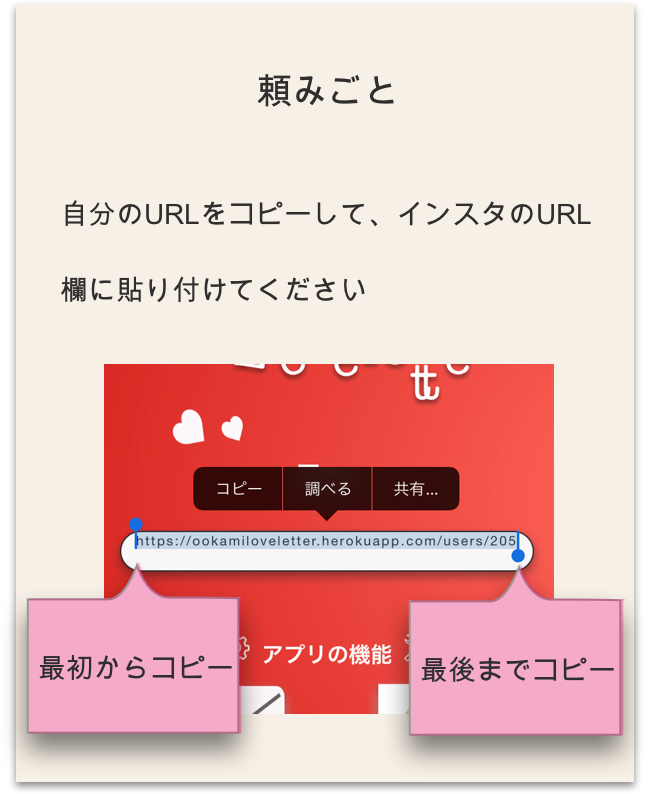 頼みごと
自分のURLをコピーして、インスタのURL
欄に貼り付けてください
コピー
調べる
共有...
https://ookamiloveletter.herokuapp.com/users/205
アプリの機能
最初からコピー
最後までコピー